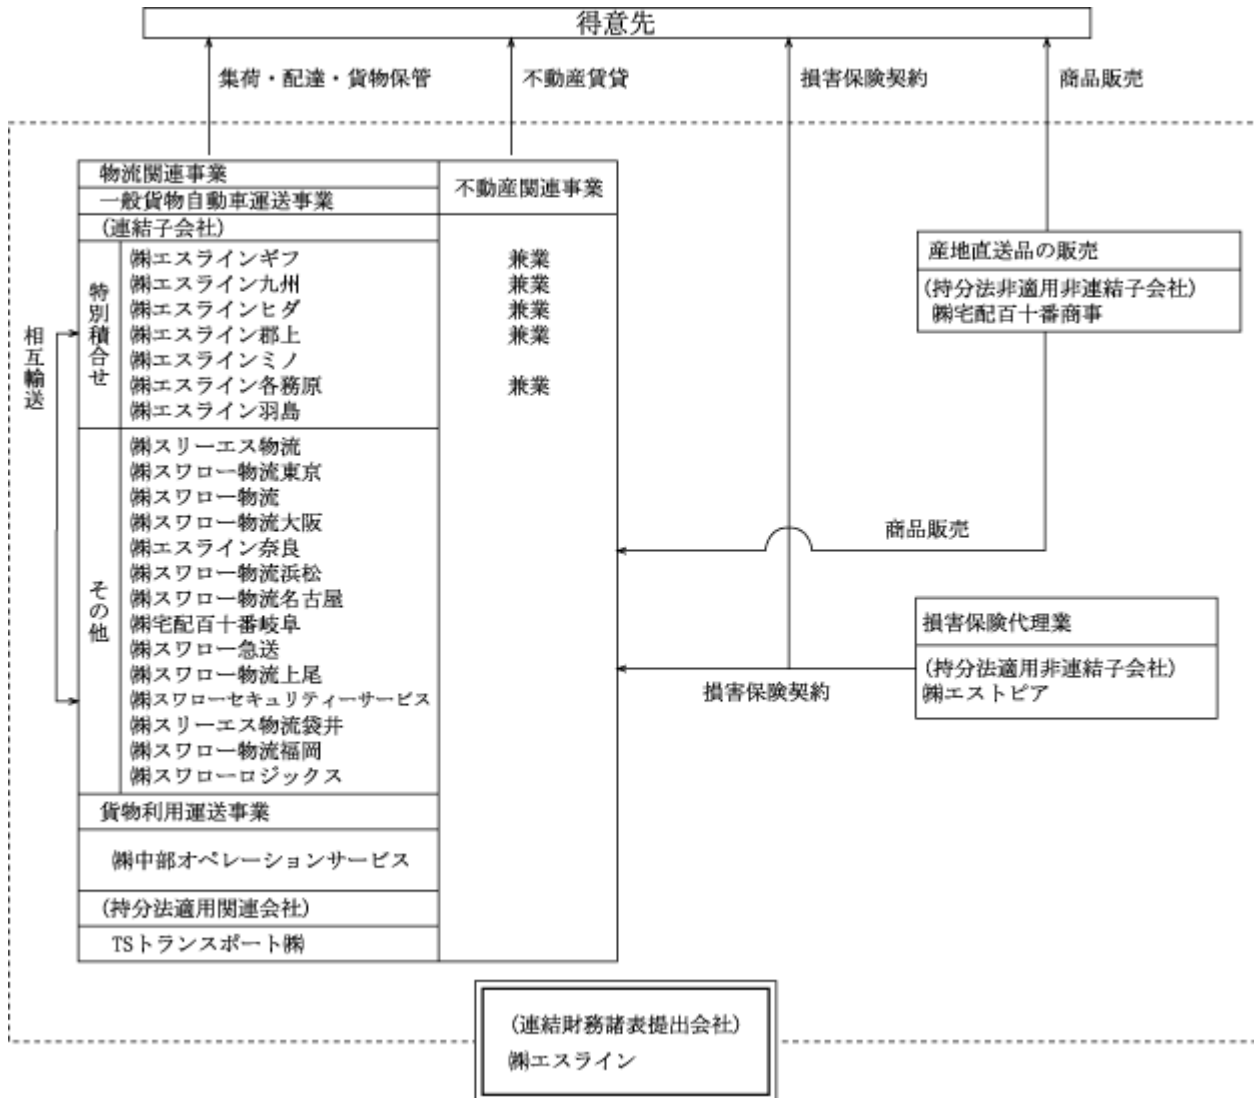 得意先
集荷・配達・貨物保管
不動産賃貸
損害保険契約
商品販売
物流関連事業
不動産関連事業
一般貨物自動車運送事業
(連結子会社)
相互輸送
特別積合せ
㈱エスラインギフ 兼業
㈱エスライン九州 兼業
㈱エスラインヒダ 兼業
㈱エスライン郡上 兼業
㈱エスラインミノ
㈱エスライン各務原 兼業
㈱エスライン羽島
その他
㈱スリーエス物流
㈱スワロー物流東京
㈱スワロー物流
㈱スワロー物流大阪
㈱エスライン奈良
㈱スワロー物流浜松
㈱スワロー物流名古屋
㈱宅配百十番岐阜
㈱スワロー急送
㈱スワロー物流上尾
㈱スワローセキュリティーサービス
㈱スリーエス物流袋井
㈱スワロー物流福岡
㈱スワローロジックス
貨物利用運送事業
㈱中部オペレーションサービス
(持分法適用関連会社)
TSトランスポート㈱
産地直送品の販売
(持分法非適用非連結子会社)
㈱宅配百十番商事
商品販売
損害保険代理業
(持分法適用非連結子会社)
㈱エストピア
損害保険契約
(連結財務諸表提出会社)
㈱エスライン